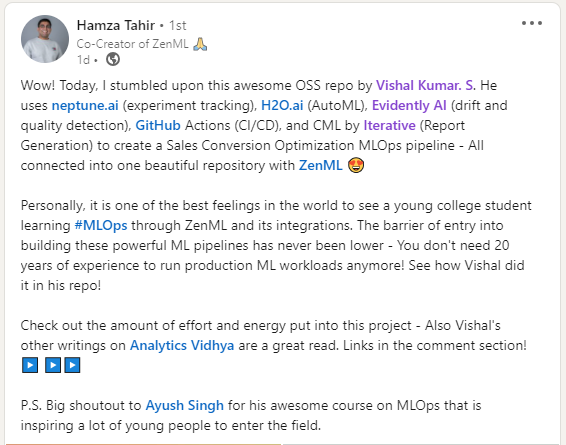 Hamza Tahir • 1st
Co-Creator of ZenML 🙏
1d •
Wow! Today, I stumbled upon this awesome OSS repo by Vishal Kumar. S. He
uses neptune.ai (experiment tracking), H2O.ai (AutoML), Evidently AI (drift and
quality detection), GitHub Actions (CI/CD), and CML by Iterative (Report
Generation) to create a Sales Conversion Optimization MLOps pipeline - All
connected into one beautiful repository with ZenML 🤩
Personally, it is one of the best feelings in the world to see a young college student
learning #MLOps through ZenML and its integrations. The barrier of entry into
building these powerful ML pipelines has never been lower - You don't need 20
years of experience to run production ML workloads anymore! See how Vishal did
it in his repo!
Check out the amount of effort and energy put into this project - Also Vishal's
other writings on Analytics Vidhya are a great read. Links in the comment section!
▶️ ▶️▶️
P.S. Big shoutout to Ayush Singh for his awesome course on MLOps that is
inspiring a lot of young people to enter the field.